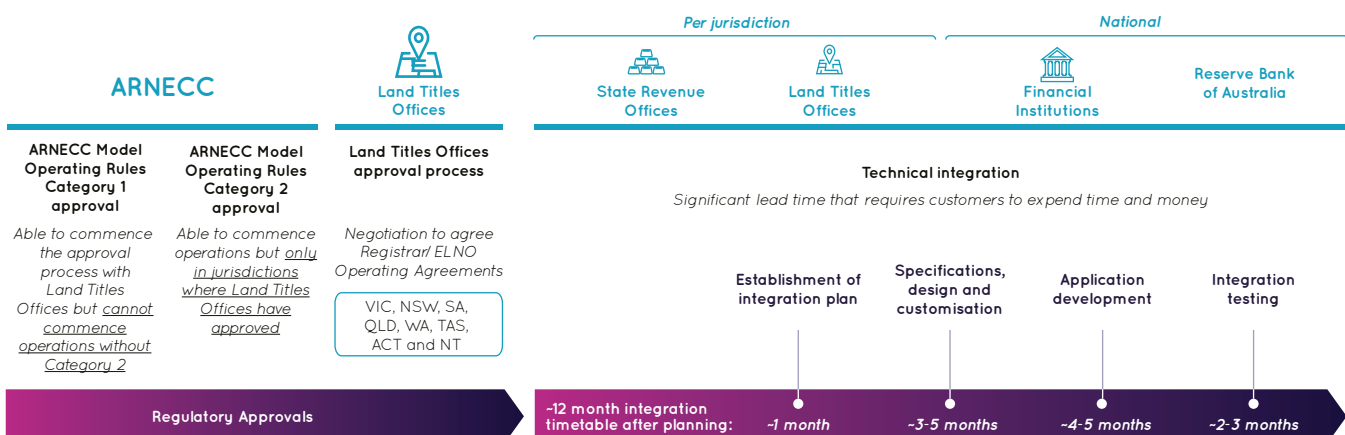 ARNECC
Land Titles
Offices
Per jurisdiction
National
State Revenue
Offices
Land Titles
Offices
Financial
Institutions
Reserve Bank
of Australia
ARNECC Model
Operating Rules
Category 1
approval
Able to commence
the approval
process with
Land Titles
Offices but cannot
commence
operations without
Category 2
ARNECC Model
Operating Rules
Category 2
approval
Able to commence
operations but only
in jurisdictions
where Land Titles
Offices have
approved
Land Titles Offices
approval process
Negotiation to agree
Registrar/ ELNO
Operating Agreements
VIC, NSW, SA,
QLD, WA, TAS,
ACT and NT
Technical integration
Significant lead time that requires customers to expend time and money
Establishment of
integration plan
Specifications,
design and
customisation
Application
development
Integration
testing
Regulatory Approvals
~12 month integration
timetable after planning:
~1 month
~3-5 months
~4-5 months
~2-3 months